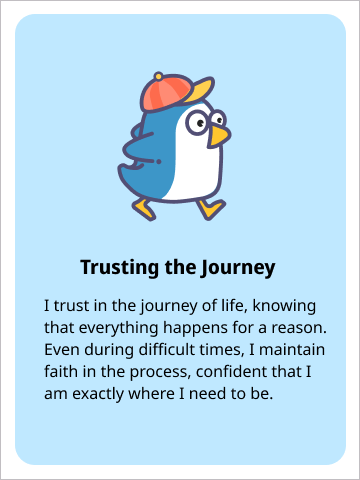 Trusting the Journey
I trust in the journey of life, knowing
that everything happens for a reason.
Even during difficult times, I maintain
faith in the process, confident that I
am exactly where I need to be.